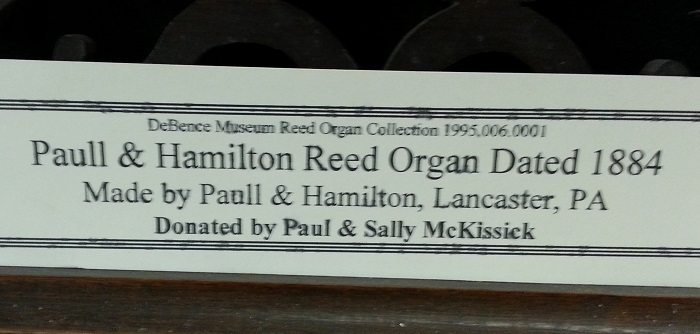 DeBence Museum Reed Organ Collection 1995.006.0001
Paull & Hamilton Reed Organ Dated 1884
Made by Paull & Hamilton, Lancaster, PA
Donated by Paul & Sally McKissick